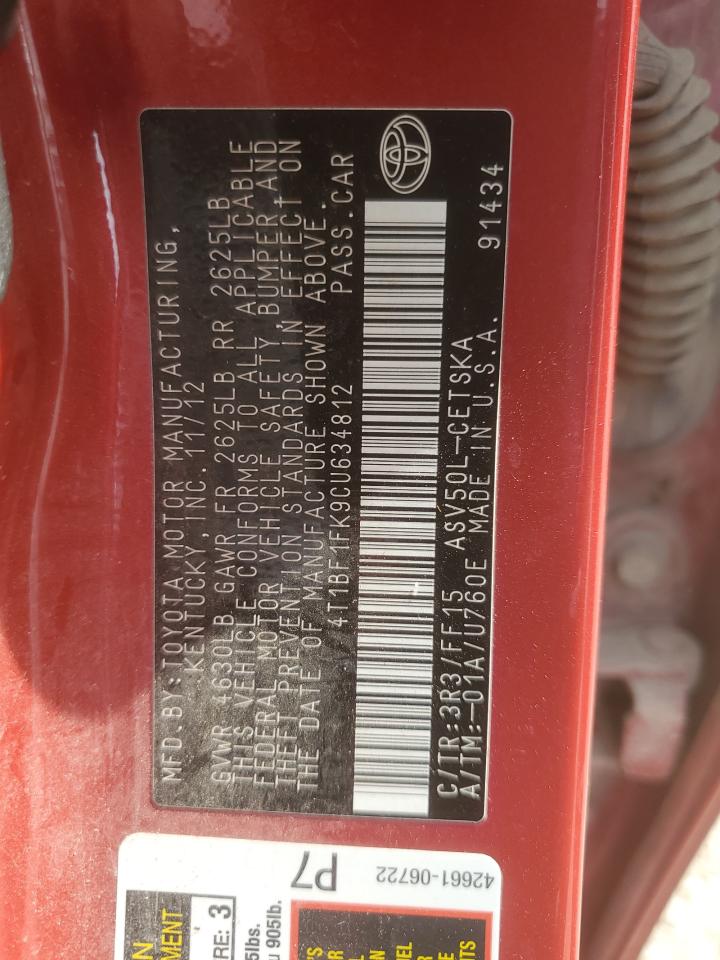 MFD.BY:TOYOTA MOTOR MANUFACTURING,
KENTUCKY,INC. 11/12
GVWR 4630LB GAWR FR 2625LB RR 2625LB
THIS VEHICLE CONFORMS TO ALL APPLICABLE
FEDERAL MOTOR VEHICLE SAFETY,BUMPER AND
THEFT PREVENTION STANDARDS IN EFFECT ON
THE DATE OF MANUFACTURE SHOWN ABOVE.
4T1BF1FK9CU634812 PASS.CAR
C/TR:3R3/FF15 ASV50L-CETSKA
A/TM:-01A/U760E MADE IN U.S.A. 91434
P7
42661-06722
MENT
RE: 3
5lbs.
905lb.